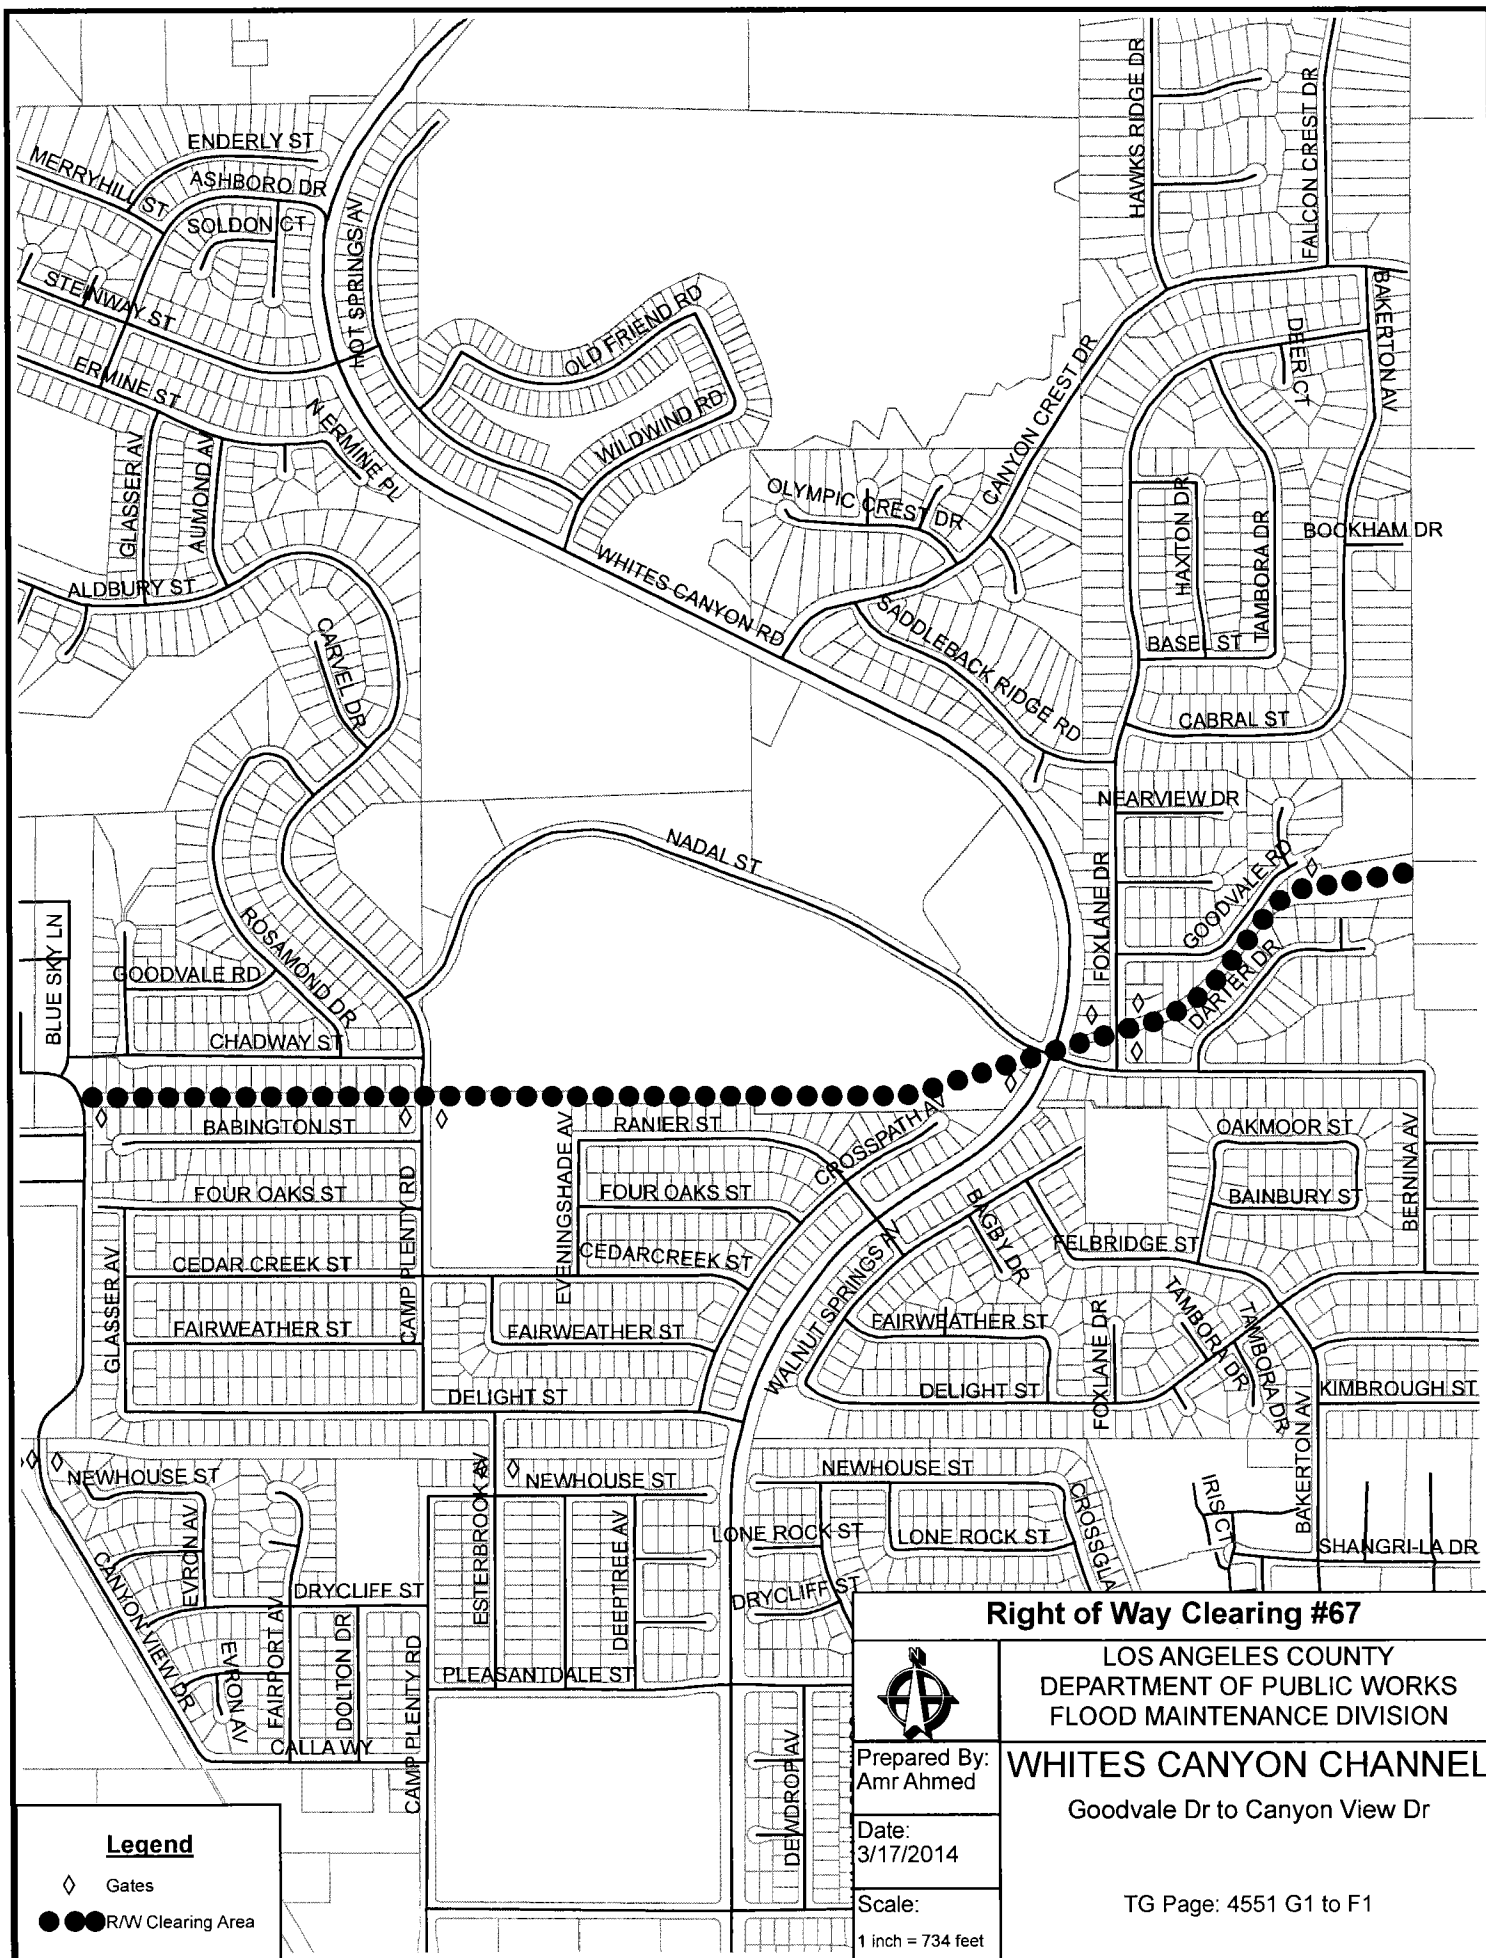 ENDERLY ST
MERRYHILL ST
ASHBORO DR
SOLDON CT
HOT SPRINGS AV
HAWKS RIDGE DR
FALCON CREST DR
STEINWAY ST
OLD FRIEND RD
BAKERTON AV
DEER CT
ERMINE ST
N ERMINE PL
WILDWIND RD
CANYON CREST DR
GLASSER AV
AUMOND AV
OLYMPIC CREST DR
HAXTON DR
TAMBORA DR
BOOKHAM DR
ALDBURY ST
WHITES CANYON RD
SADDLEBACK RIDGE RD
BASEL ST
CARVEL DR
CABRAL ST
NEARVIEW DR
NADAL ST
FOXLANE DR
GOODVALE RD
BLUE SKY LN
ROSAMOND DR
GOODVALE RD
DARTER DR
CHADWAY ST
BABINGTON ST
RANIER ST
CROSSPATH AV
OAKMOOR ST
EVENINGSHADE AV
FOUR OAKS ST
FOUR OAKS ST
BAGBY DR
BAINBURY ST
BERNINA AV
CAMP PLENTY RD
CEDAR CREEK ST
CEDARCREEK ST
FELBRIDGE ST
GLASSER AV
WALNUT SPRINGS AV
FAIRWEATHER ST
FAIRWEATHER ST
FAIRWEATHER ST
FOXLANE DR
TAMBORA DR
TAMBORA DR
DELIGHT ST
DELIGHT ST
KIMBROUGH ST
BAKERTON AV
NEWHOUSE ST
NEWHOUSE ST
NEWHOUSE ST
ESTERBROOK AV
CROSSGLA
IRIS CT
EVRON AV
DEEPTREE AV
LONE ROCK ST
LONE ROCK ST
SHANGRI-LA DR
CANYON VIEW DR
DRYCLIFF ST
DRYCLIFF ST
FAIRPORT AV
EVRON AV
DOLTON DR
CAMP PLENTY RD
PLEASANTDALE ST
CALLA WY
DEWDROP AV
Right of Way Clearing #67
N
LOS ANGELES COUNTY
DEPARTMENT OF PUBLIC WORKS
FLOOD MAINTENANCE DIVISION
Prepared By:
Amr Ahmed
WHITES CANYON CHANNEL
Goodvale Dr to Canyon View Dr
Date:
3/17/2014
Scale:
1 inch = 734 feet
TG Page: 4551 G1 to F1
Legend
Gates
R/W Clearing Area